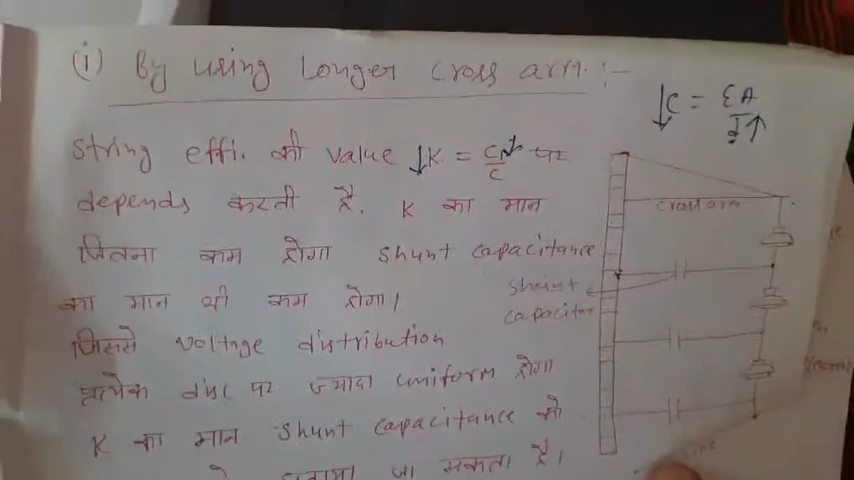 (i) By using Longer cross arm :-
↓C = εA / d↑
string effi. की value ↓K = C↓/C पर
depends करती है. K का मान
cross arm
जितना कम होगा shunt capacitance
shunt
का मान भी कम होगा।
capacitor
जिससे voltage distribution
प्रत्येक disc पर ज्यादा uniform होगा
K का मान shunt capacitance को
जा सकता है।